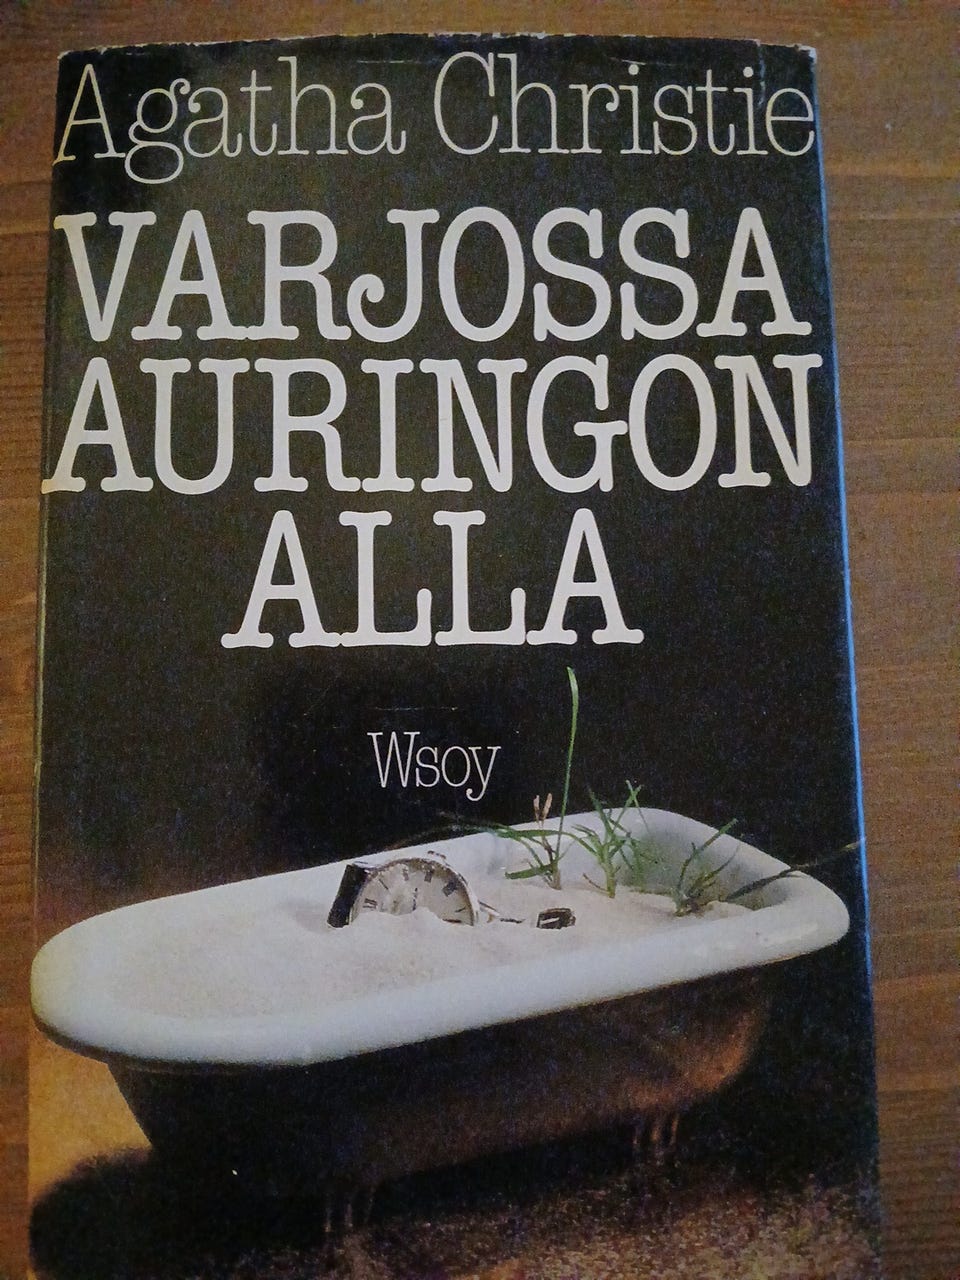 Agatha Christie
VARJOSSA
AURINGON
ALLA
Wsoy